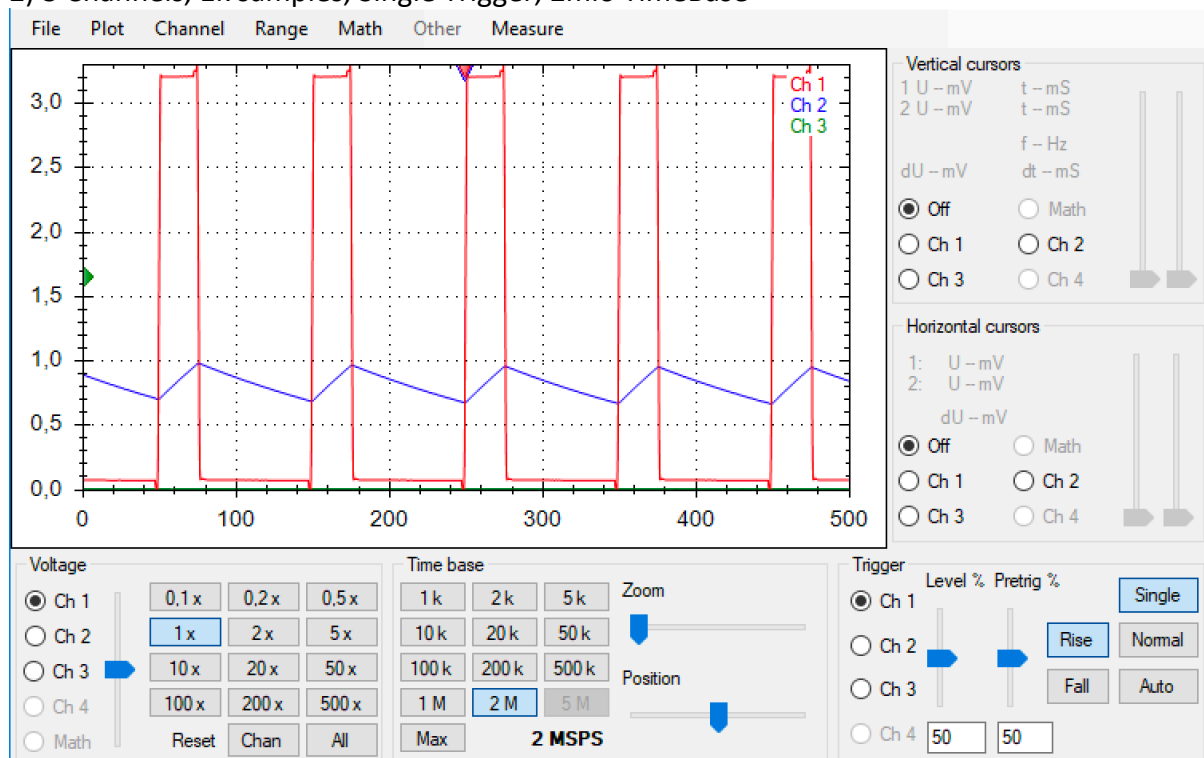 File Plot Channel Range Math Other Measure
Ch 1
Ch 2
Ch 3
3,0
2,5
2,0
1,5
1,0
0,5
0,0
0 100 200 300 400 500
Vertical cursors
1 U -- mV t -- mS
2 U -- mV t -- mS
f -- Hz
dU -- mV dt -- mS
Off Math
Ch 1 Ch 2
Ch 3 Ch 4
Horizontal cursors
1: U -- mV
2: U -- mV
dU -- mV
Off Math
Ch 1 Ch 2
Ch 3 Ch 4
Voltage
Ch 1 0,1 x 0,2 x 0,5 x
Ch 2 1 x 2 x 5 x
Ch 3 10 x 20 x 50 x
Ch 4 100 x 200 x 500 x
Math Reset Chan All
Time base
1 k 2 k 5 k
10 k 20 k 50 k
100 k 200 k 500 k
1 M 2 M 5 M
Max 2 MSPS
Zoom
Position
Trigger
Level % Pretrig %
Ch 1 Single
Ch 2 Rise Normal
Ch 3 Fall Auto
Ch 4 50 50